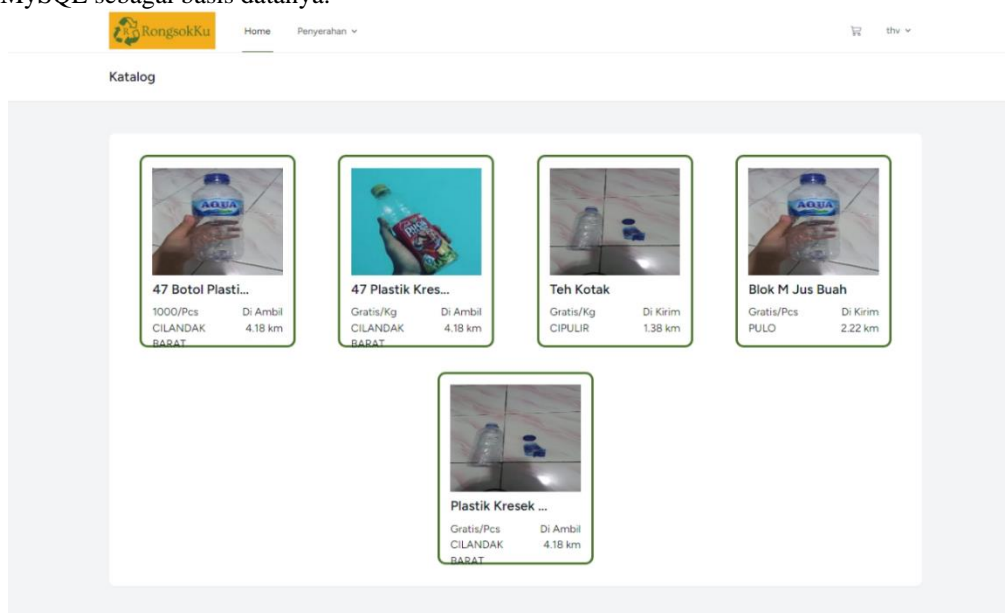 MySQL sebagai basis datanya.
RongsokKu Home Penyerahan thv
Katalog
AQUA
AQUA
47 Botol Plasti...
1000/Pcs Di Ambil
CILANDAK 4.18 km
BARAT
47 Plastik Kres...
Gratis/Kg Di Ambil
CILANDAK 4.18 km
BARAT
Teh Kotak
Gratis/Kg Di Kirim
CIPULIR 1.38 km
Blok M Jus Buah
Gratis/Pcs Di Kirim
PULO 2.22 km
Plastik Kresek ...
Gratis/Pcs Di Ambil
CILANDAK 4.18 km
BARAT